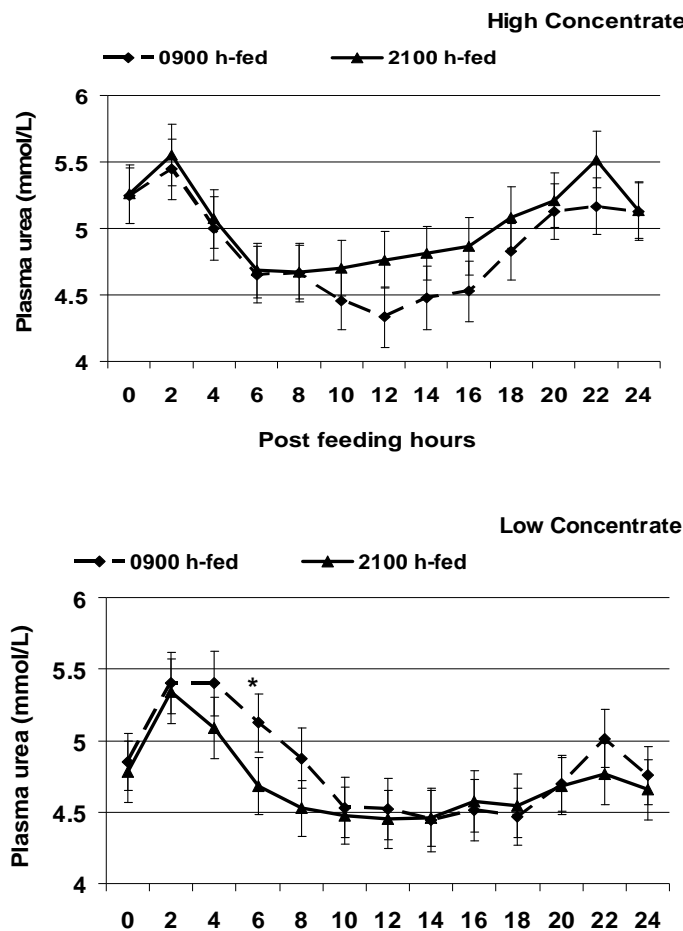 High Concentrate
0900 h-fed 2100 h-fed
Plasma urea (mmol/L)
6
5.5
5
4.5
4
0 2 4 6 8 10 12 14 16 18 20 22 24
Post feeding hours
Low Concentrate
0900 h-fed 2100 h-fed
Plasma urea (mmol/L)
6
5.5
*
5
4.5
4
0 2 4 6 8 10 12 14 16 18 20 22 24